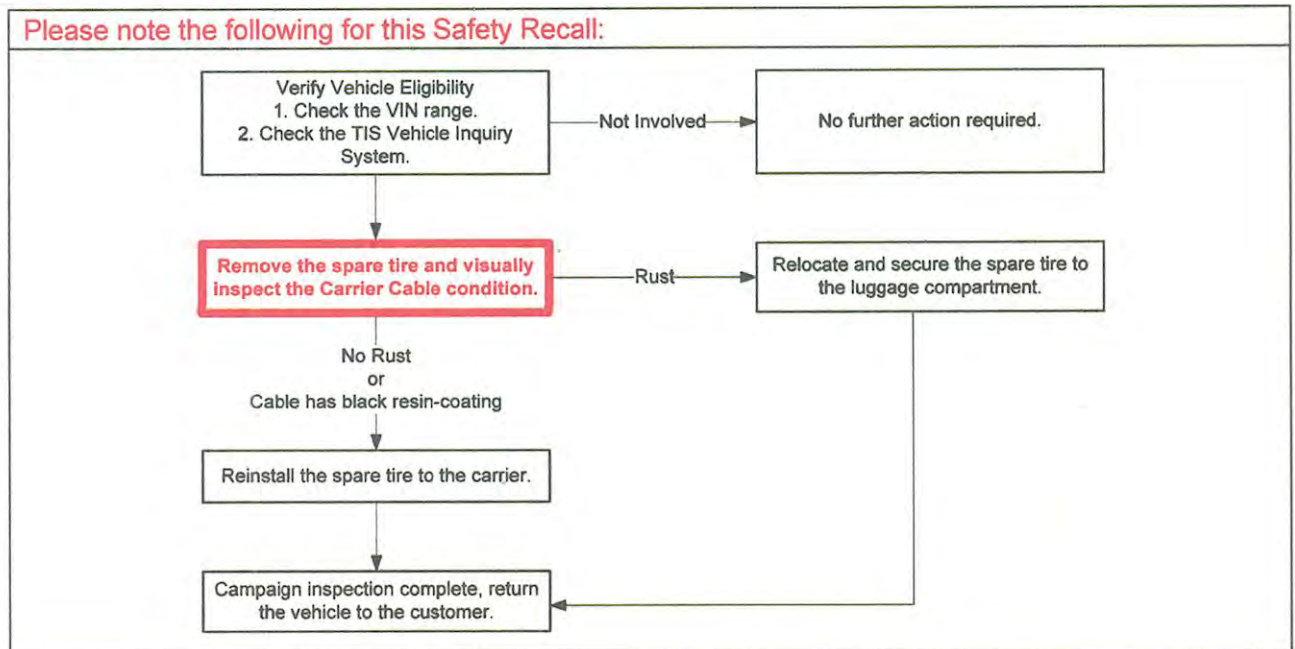 Please note the following for this Safety Recall:
Verify Vehicle Eligibility
1. Check the VIN range.
2. Check the TIS Vehicle Inquiry
System.
Not Involved
No further action required.
Remove the spare tire and visually
inspect the Carrier Cable condition.
Rust
Relocate and secure the spare tire to
the luggage compartment.
No Rust
or
Cable has black resin-coating
Reinstall the spare tire to the carrier.
Campaign inspection complete, return
the vehicle to the customer.